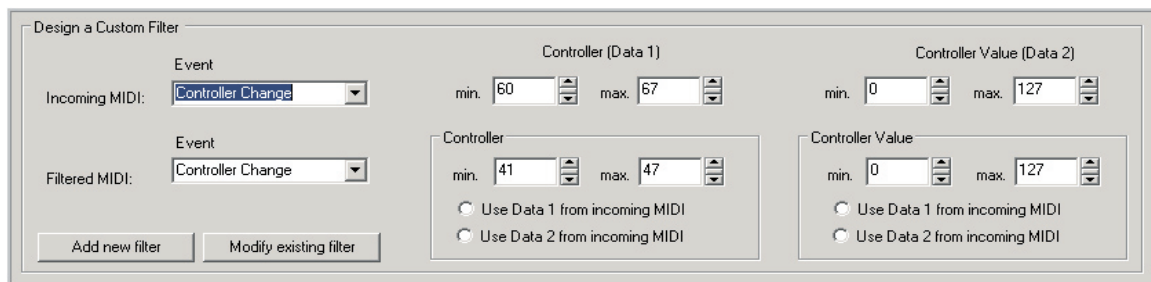 Design a Custom Filter
Event
Controller (Data 1)
Controller Value (Data 2)
Incoming MIDI:
Controller Change
min. 60
max. 67
min. 0
max. 127
Event
Controller
Controller Value
Filtered MIDI:
Controller Change
min. 41
max. 47
min. 0
max. 127
Use Data 1 from incoming MIDI
Use Data 1 from incoming MIDI
Use Data 2 from incoming MIDI
Use Data 2 from incoming MIDI
Add new filter
Modify existing filter